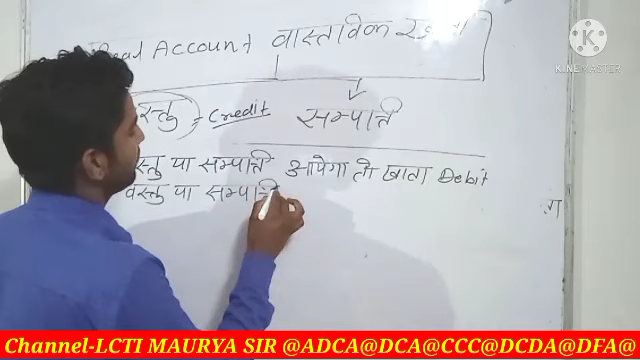 Real Account वास्तविक
वस्तु - Credit सम्पत्ति
वस्तु या सम्पत्ति आयेगा तो खाता Debit
वस्तु या सम्पत्ति
KINEMASTER
Channel-LCTI MAURYA SIR @ADCA@DCA@CCC@DCDA@DFA@